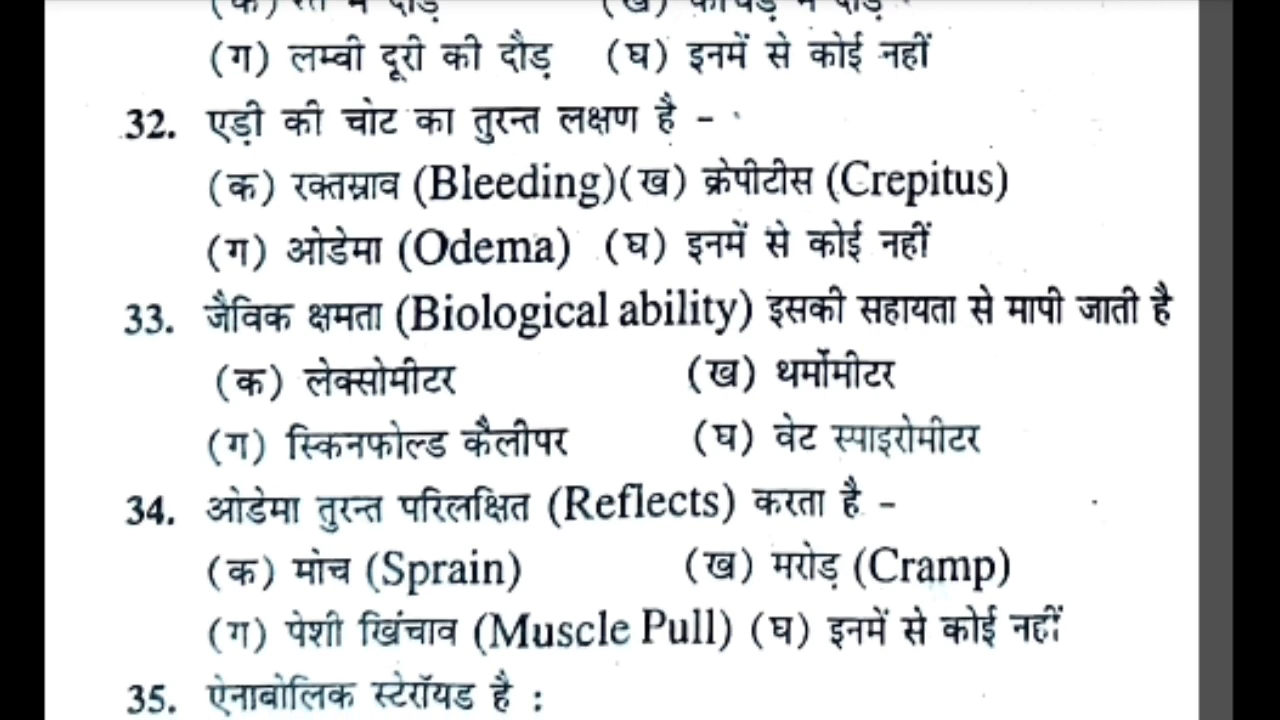 (ग) लम्वी दूरी की दौड़ (घ) इनमें से कोई नहीं
32. एड़ी की चोट का तुरन्त लक्षण है -
(क) रक्तस्राव (Bleeding)(ख) क्रेपीटीस (Crepitus)
(ग) ओडेमा (Odema) (घ) इनमें से कोई नहीं
33. जैविक क्षमता (Biological ability) इसकी सहायता से मापी जाती है
(क) लेक्सोमीटर (ख) थर्मोमीटर
(ग) स्किनफोल्ड कैलीपर (घ) वेट स्पाइरोमीटर
34. ओडेमा तुरन्त परिलक्षित (Reflects) करता है -
(क) मोच (Sprain) (ख) मरोड़ (Cramp)
(ग) पेशी खिंचाव (Muscle Pull) (घ) इनमें से कोई नहीं
35. ऐनाबोलिक स्टेरॉयड है :